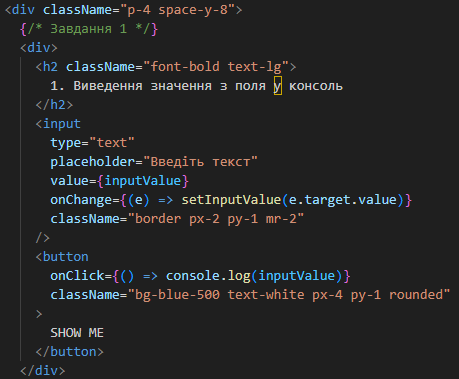 <div className="p-4 space-y-8">
{/* Завдання 1 */}
<div>
<h2 className="font-bold text-lg">
1. Виведення значення з поля у консоль
</h2>
<input
type="text"
placeholder="Введіть текст"
value={inputValue}
onChange={(e) => setInputValue(e.target.value)}
className="border px-2 py-1 mr-2"
/>
<button
onClick={() => console.log(inputValue)}
className="bg-blue-500 text-white px-4 py-1 rounded"
>
SHOW ME
</button>
</div>